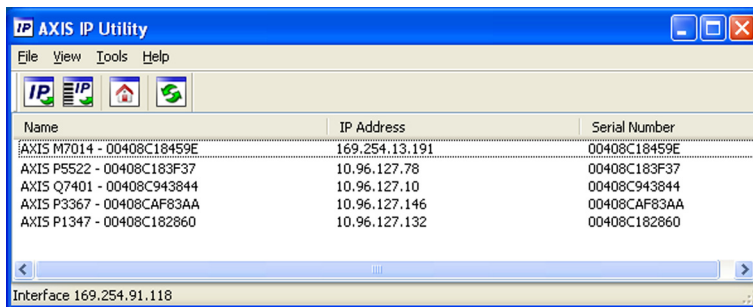 IP AXIS IP Utility
File View Tools Help
IP IP
Name IP Address Serial Number
AXIS M7014 - 00408C18459E 169.254.13.191 00408C18459E
AXIS P5522 - 00408C183F37 10.96.127.78 00408C183F37
AXIS Q7401 - 00408C943844 10.96.127.10 00408C943844
AXIS P3367 - 00408CAF83AA 10.96.127.146 00408CAF83AA
AXIS P1347 - 00408C182860 10.96.127.132 00408C182860
Interface 169.254.91.118